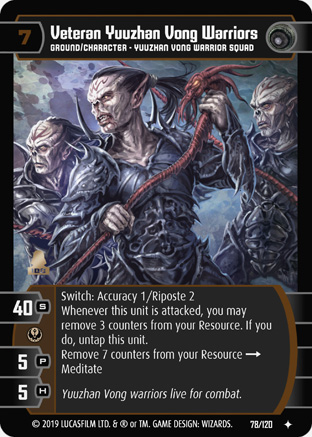 7
Veteran Yuuzhan Vong Warriors
GROUND/CHARACTER - YUUZHAN VONG WARRIOR SQUAD
40 S
5 P
5 H
Switch: Accuracy 1/Riposte 2
Whenever this unit is attacked, you may
remove 3 counters from your Resource. If you
do, untap this unit.
Remove 7 counters from your Resource →
Meditate
Yuuzhan Vong warriors live for combat.
© 2019 LUCASFILM LTD. & ® or TM. GAME DESIGN: WIZARDS. 78/120